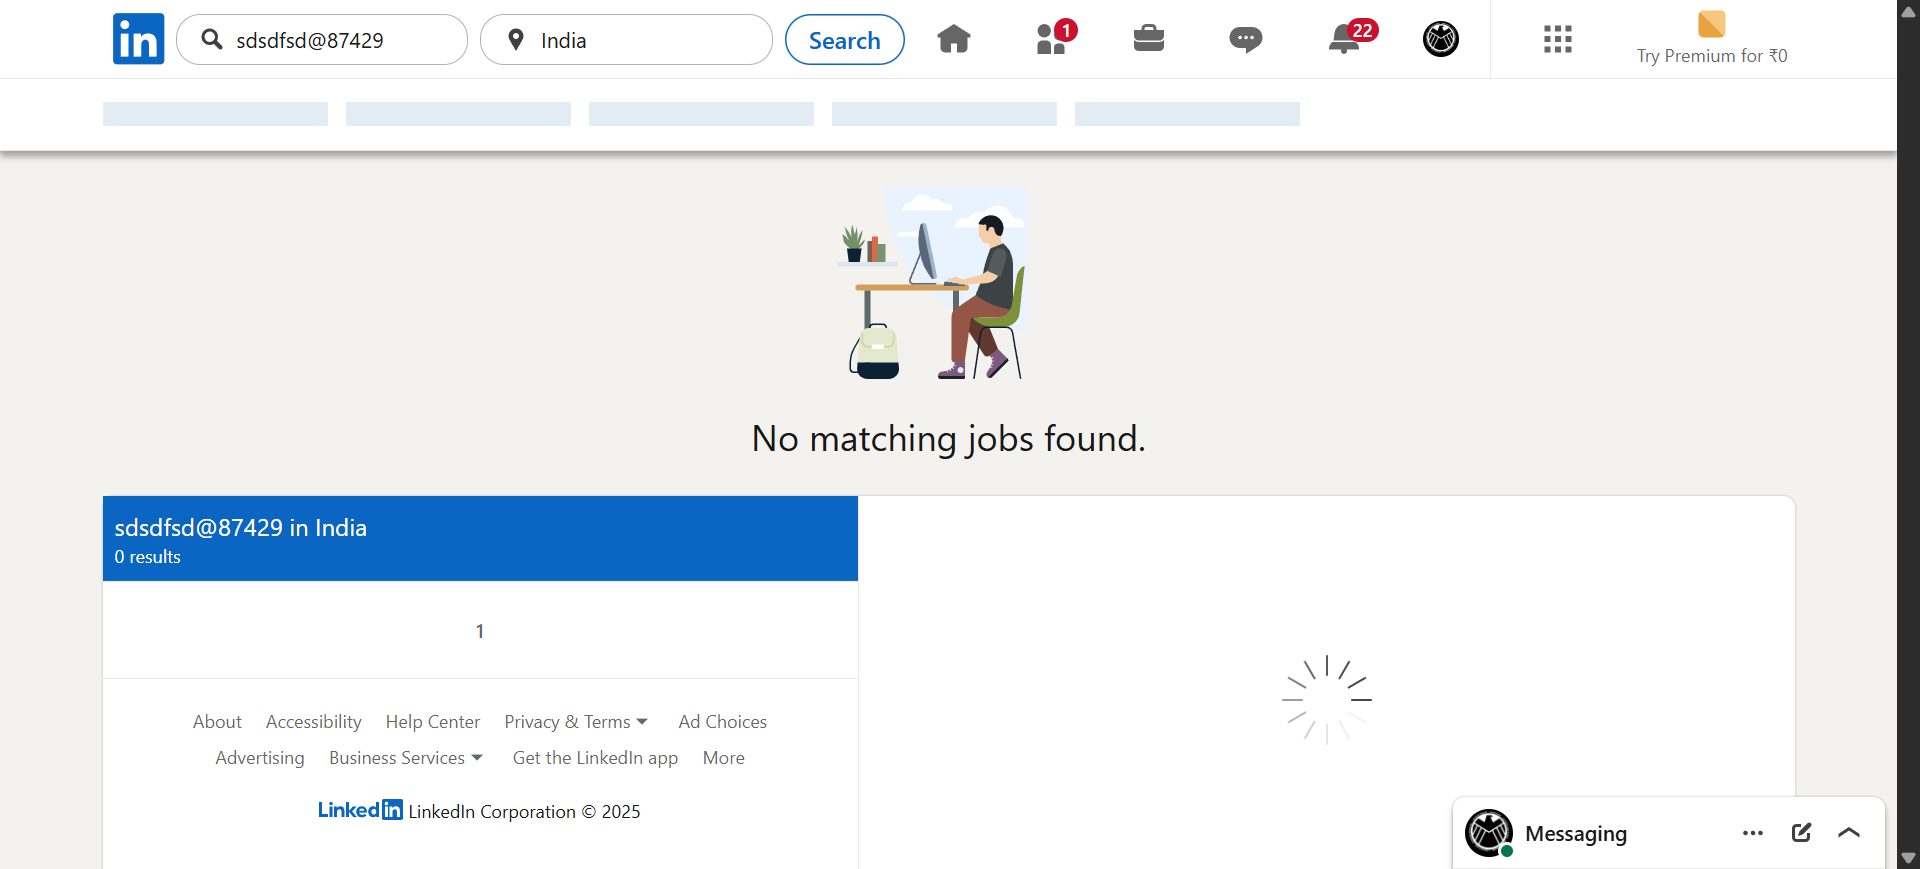 in sdsdfsd@87429 India Search 1 22
Try Premium for ₹0
No matching jobs found.
sdsdfsd@87429 in India
0 results
1
About Accessibility Help Center Privacy & Terms Ad Choices
Advertising Business Services Get the LinkedIn app More
LinkedIn LinkedIn Corporation © 2025
Messaging